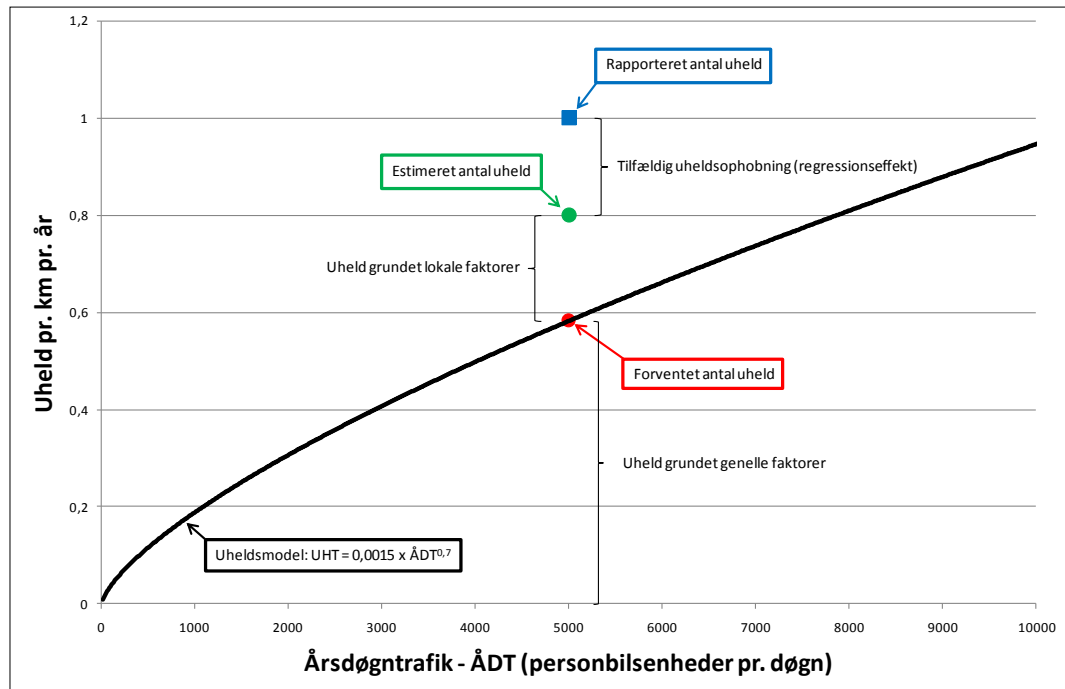 1,2
Rapporteret antal uheld
1
Tilfældig uheldsophobning (regressionseffekt)
Estimeret antal uheld
0,8
Uheld grundet lokale faktorer
Uheld pr. km pr. år
0,6
Forventet antal uheld
0,4
Uheld grundet genelle faktorer
0,2
Uheldsmodel: UHT = 0,0015 x ÅDT^0,7
0
0 1000 2000 3000 4000 5000 6000 7000 8000 9000 10000
Årsdøgntrafik - ÅDT (personbilsenheder pr. døgn)